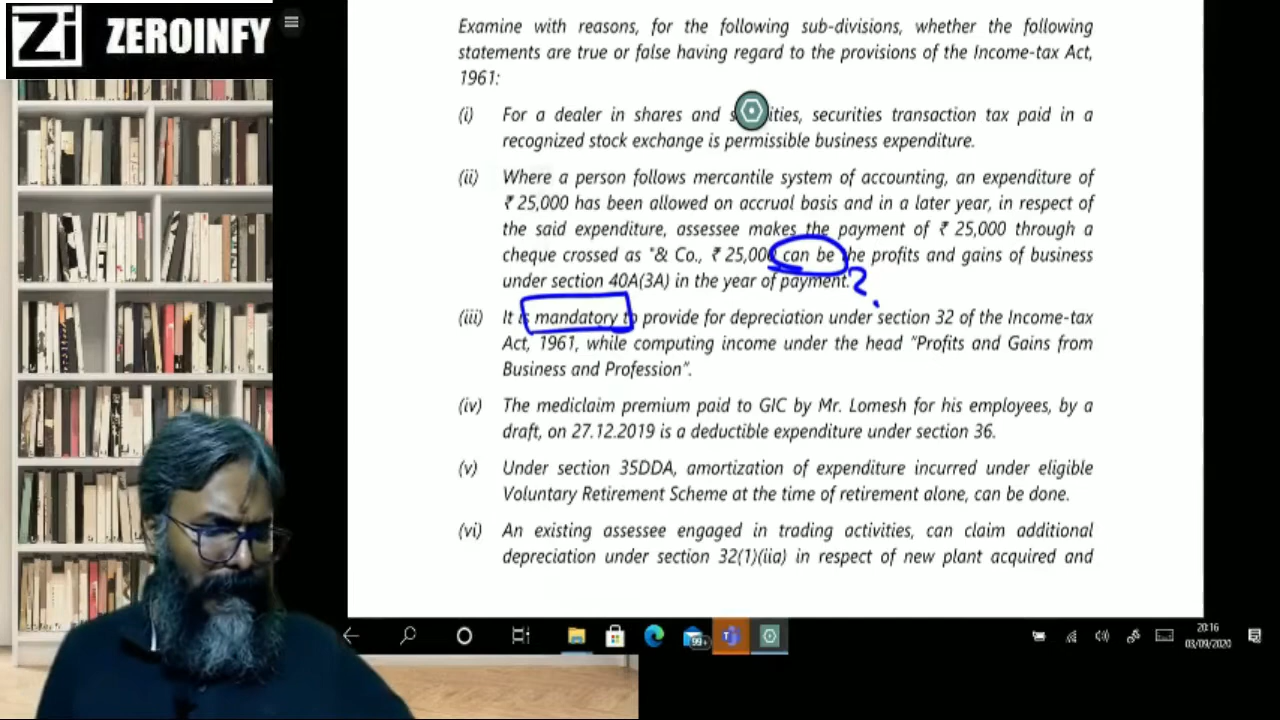 Zi ZEROINFY
Examine with reasons, for the following sub-divisions, whether the following
statements are true or false having regard to the provisions of the Income-tax Act,
1961:
(i) For a dealer in shares and securities, securities transaction tax paid in a
recognized stock exchange is permissible business expenditure.
(ii) Where a person follows mercantile system of accounting, an expenditure of
₹ 25,000 has been allowed on accrual basis and in a later year, in respect of
the said expenditure, assessee makes the payment of ₹ 25,000 through a
cheque crossed as "& Co., ₹ 25,000 can be the profits and gains of business
under section 40A(3A) in the year of payment. ?
(iii) It is mandatory to provide for depreciation under section 32 of the Income-tax
Act, 1961, while computing income under the head "Profits and Gains from
Business and Profession".
(iv) The mediclaim premium paid to GIC by Mr. Lomesh for his employees, by a
draft, on 27.12.2019 is a deductible expenditure under section 36.
(v) Under section 35DDA, amortization of expenditure incurred under eligible
Voluntary Retirement Scheme at the time of retirement alone, can be done.
(vi) An existing assessee engaged in trading activities, can claim additional
depreciation under section 32(1)(iia) in respect of new plant acquired and
99+
20:16
03/09/2020